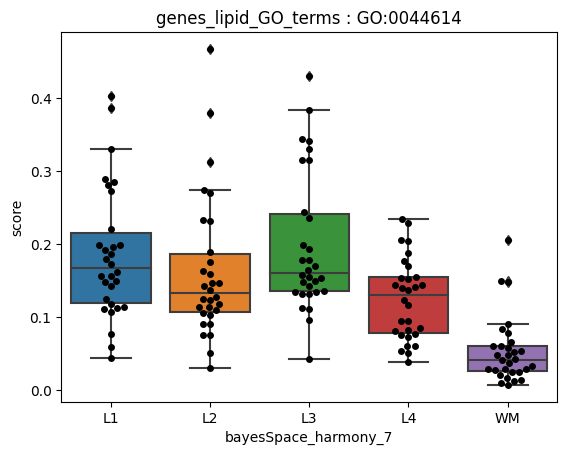 genes_lipid_GO_terms : GO:0044614
score
0.4
0.3
0.2
0.1
0.0
L1 L2 L3 L4 WM
bayesSpace_harmony_7